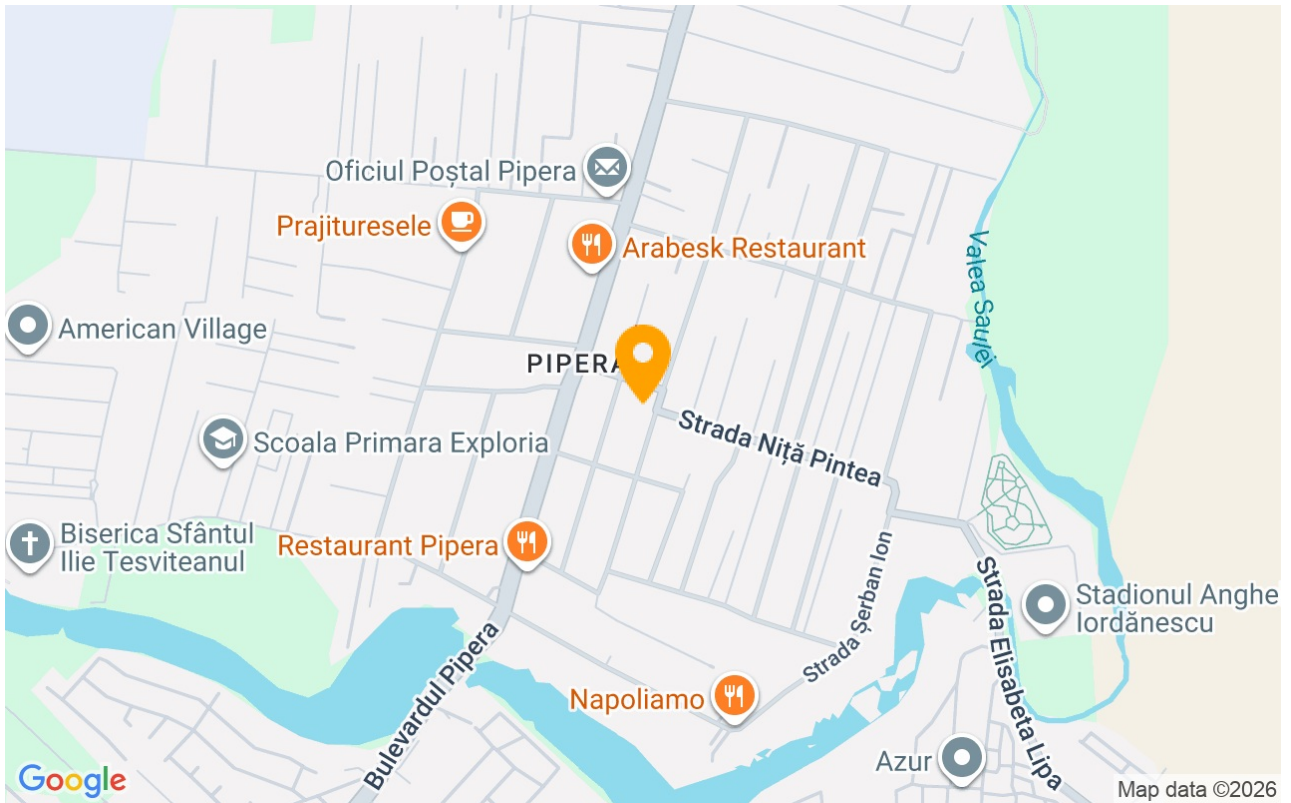 Oficiul Poștal Pipera
Prajituresele
Arabesk Restaurant
Valea Saulei
American Village
PIPERA
Strada Niță Pintea
Scoala Primara Exploria
Biserica Sfântul
Ilie Tesviteanul
Restaurant Pipera
Strada Șerban Ion
Strada Elisabeta Lipa
Stadionul Anghe
Iordănescu
Bulevardul Pipera
Napoliamo
Azur
Google
Map data ©2026